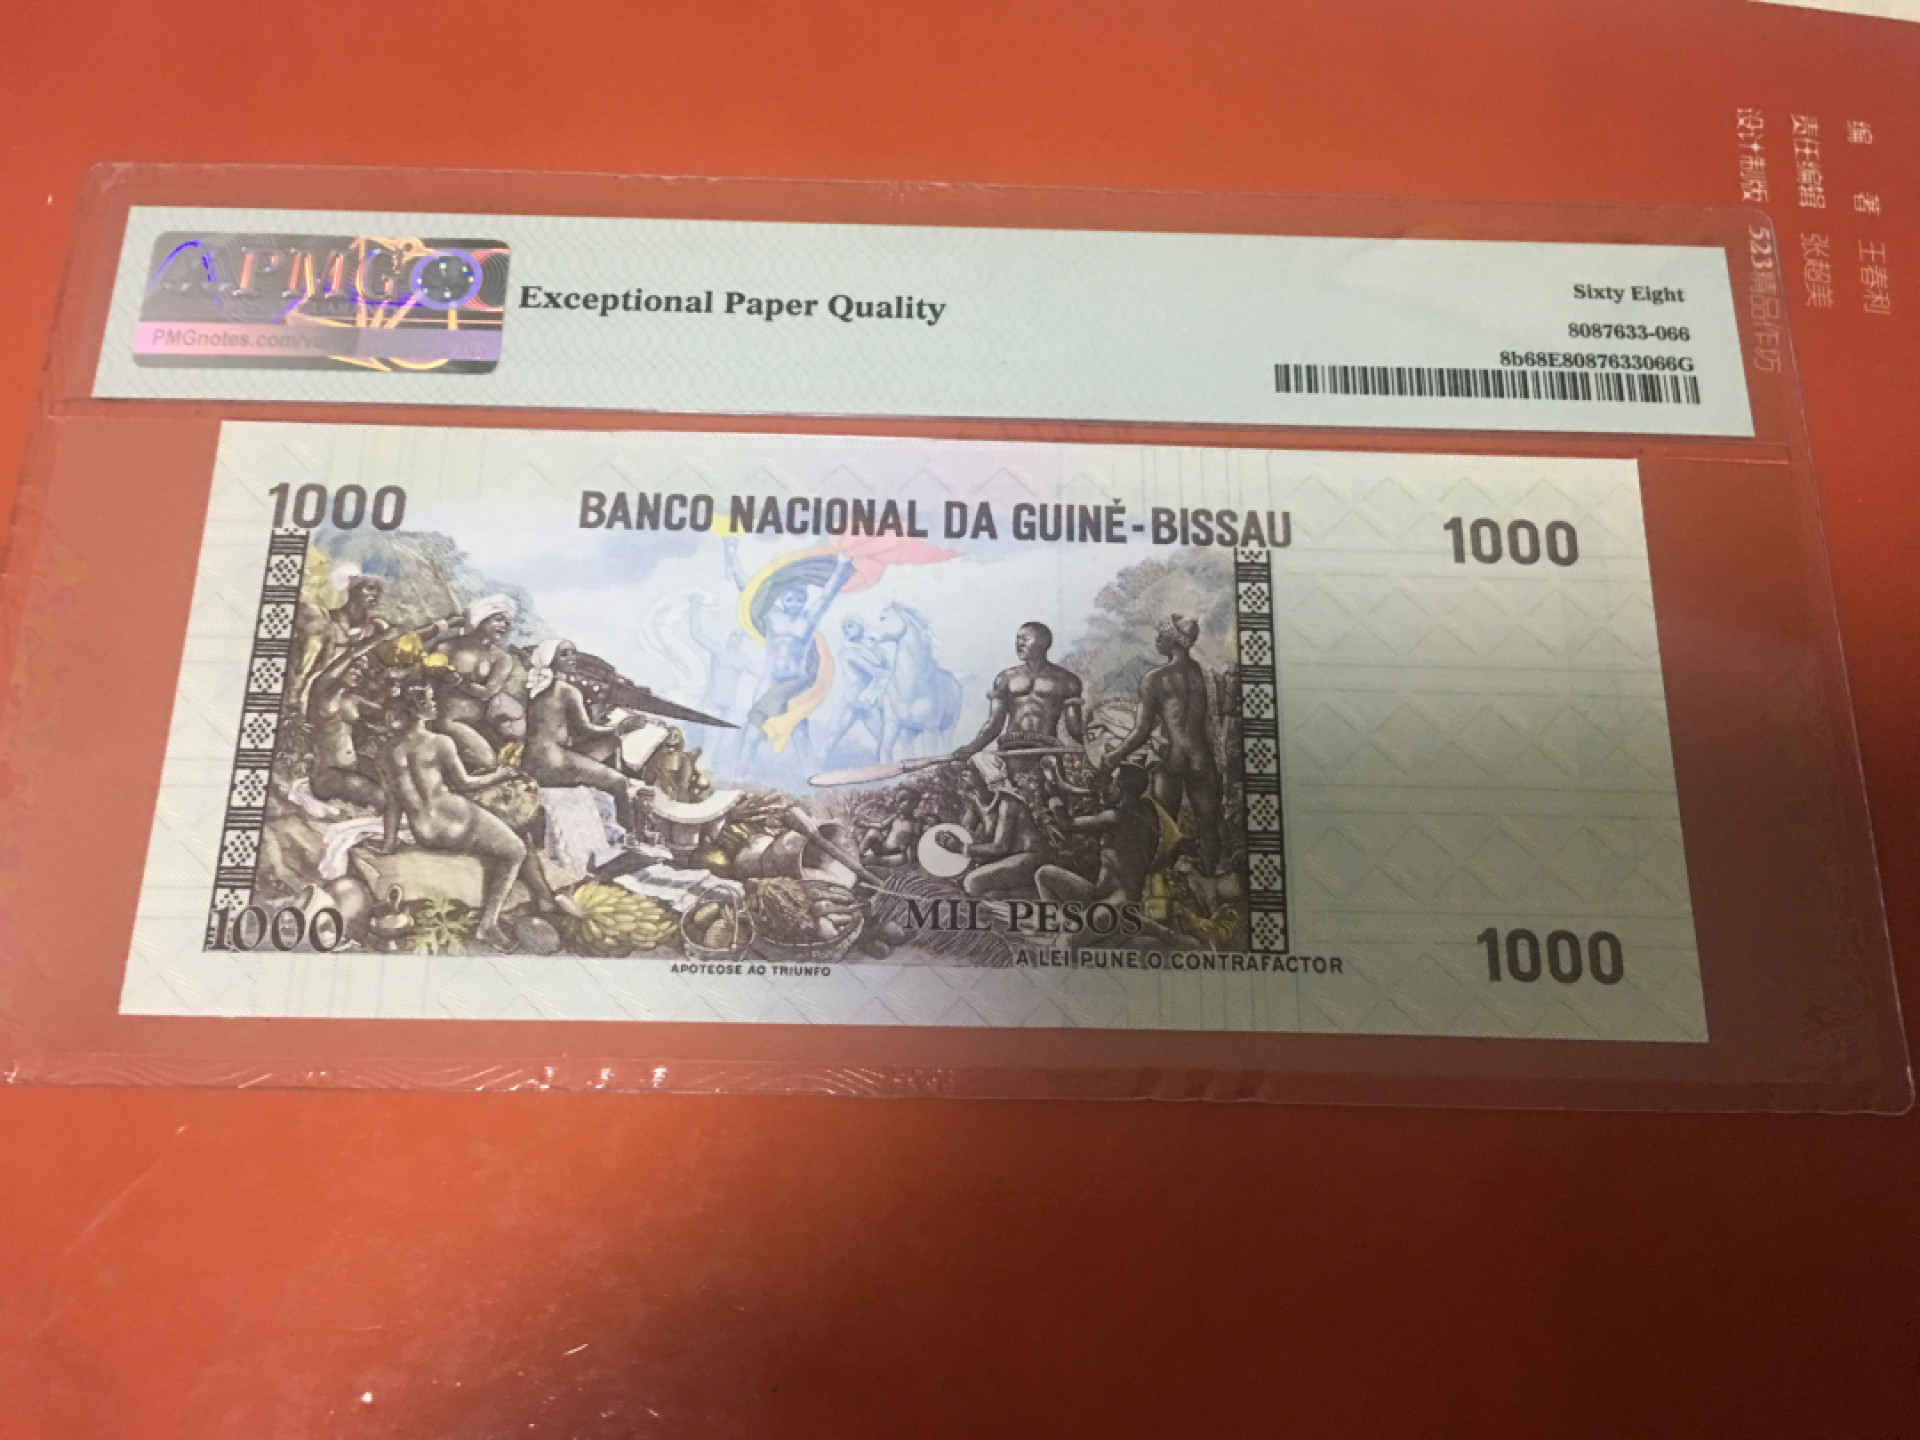 PMG
PMGnotes.com/
Exceptional Paper Quality
Sixty Eight
8087633-066
8b68E8087633066G
1000
BANCO NACIONAL DA GUINÉ-BISSAU
1000
1000
MIL PESOS
APOTEOSE AO TRIUNFO
A LEI PUNE O CONTRAFACTOR
1000
编 著 王春利
责任编辑 张超美
设计制版 523精品作坊